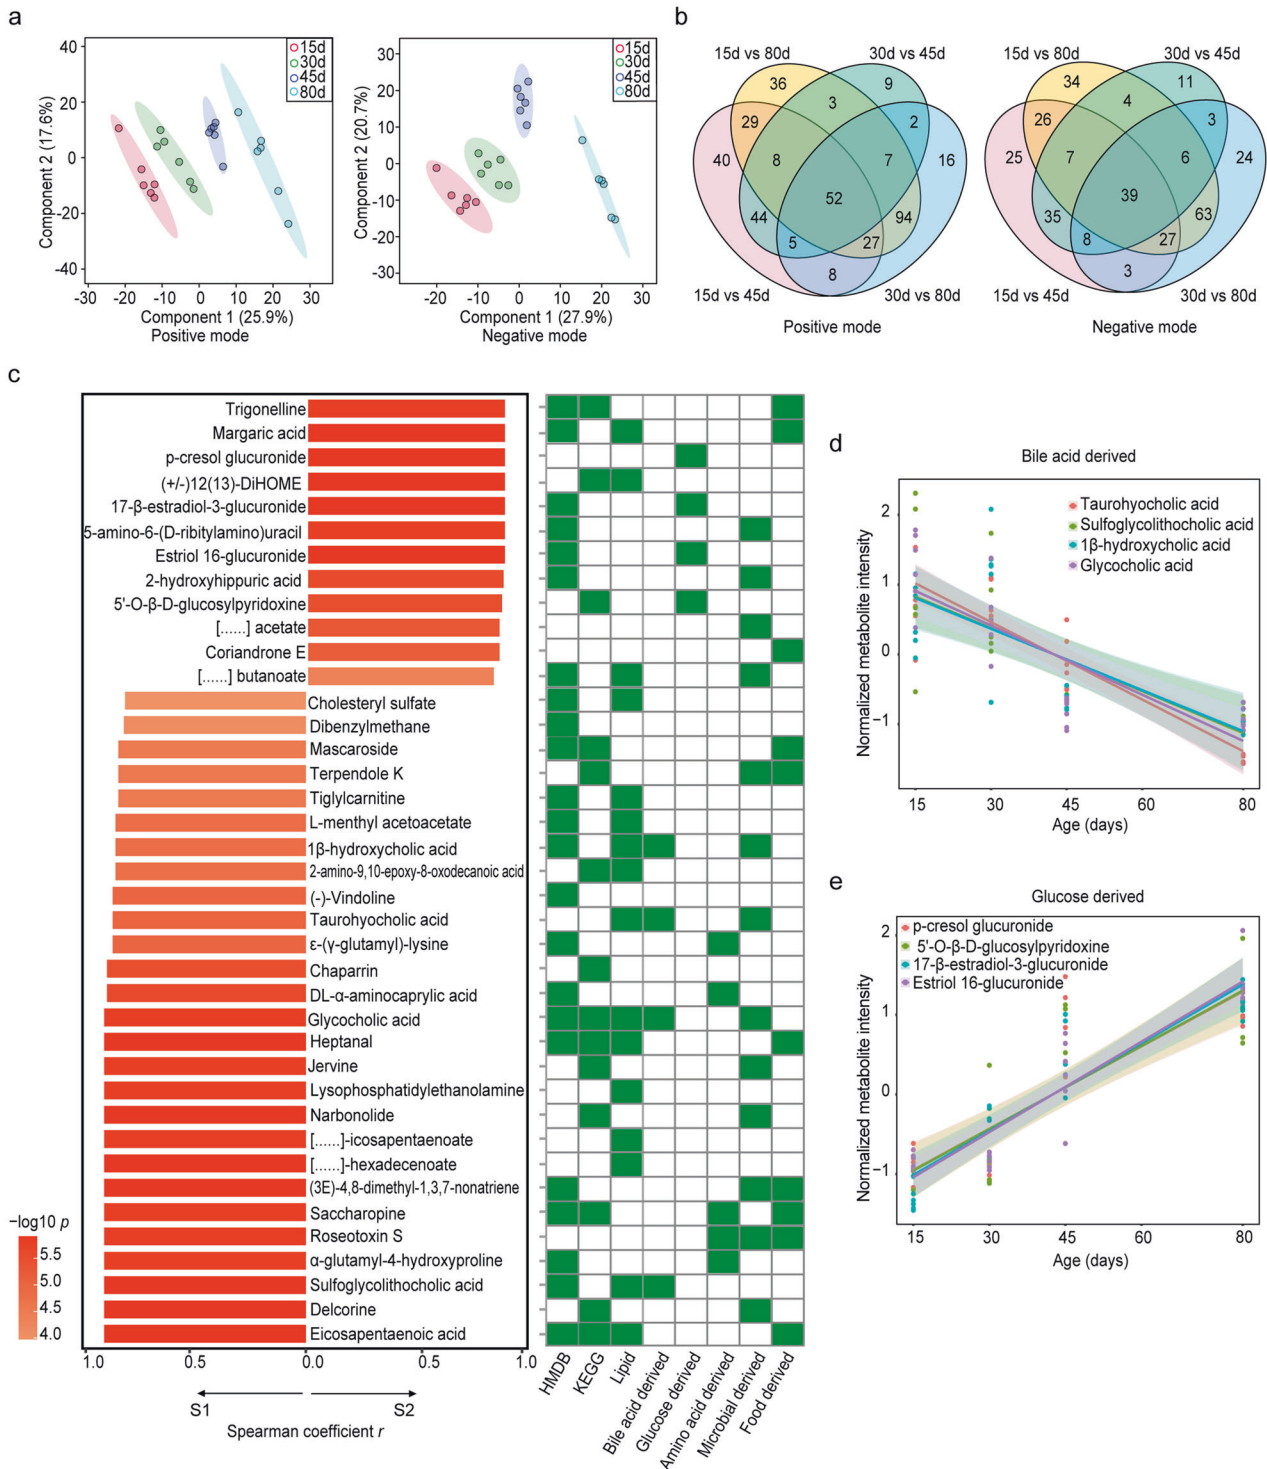 a
40
20
0
-20
-40
-30
-20
-10
0
10
20
30
Component 2 (17.6%)
Component 1 (25.9%)
Positive mode
15d
30d
45d
80d
30
20
10
0
-10
-20
-30
-20
-10
0
10
20
30
Component 2 (20.7%)
Component 1 (27.9%)
Negative mode
15d
30d
45d
80d
b
15d vs 80d
30d vs 45d
36
9
3
29
2
40
8
7
16
52
44
94
5
27
8
15d vs 45d
30d vs 80d
Positive mode
15d vs 80d
30d vs 45d
34
11
4
26
3
25
7
6
24
39
35
63
8
27
3
15d vs 45d
30d vs 80d
Negative mode
c
Trigonelline
Margaric acid
p-cresol glucuronide
(+/-)12(13)-DiHOME
17-β-estradiol-3-glucuronide
5-amino-6-(D-ribitylamino)uracil
Estriol 16-glucuronide
2-hydroxyhippuric acid
5'-O-β-D-glucosylpyridoxine
[......] acetate
Coriandrone E
[......] butanoate
Cholesteryl sulfate
Dibenzylmethane
Mascaroside
Terpendole K
Tiglylcarnitine
L-menthyl acetoacetate
1β-hydroxycholic acid
2-amino-9,10-epoxy-8-oxodecanoic acid
(-)-Vindoline
Taurohyocholic acid
ε-(γ-glutamyl)-lysine
Chaparrin
DL-α-aminocaprylic acid
Glycocholic acid
Heptanal
Jervine
Lysophosphatidylethanolamine
Narbonolide
[......]-icosapentaenoate
[......]-hexadecenoate
(3E)-4,8-dimethyl-1,3,7-nonatriene
Saccharopine
Roseotoxin S
α-glutamyl-4-hydroxyproline
Sulfoglycolithocholic acid
Delcorine
Eicosapentaenoic acid
−log10 p
5.5
5.0
4.5
4.0
1.0
0.5
0.0
0.5
1.0
S1
S2
Spearman coefficient r
HMDB
KEGG
Lipid
Bile acid derived
Glucose derived
Amino acid derived
Microbial derived
Food derived
d
Bile acid derived
Taurohyocholic acid
Sulfoglycolithocholic acid
1β-hydroxycholic acid
Glycocholic acid
2
1
0
−1
Normalized metabolite intensity
15
30
45
60
80
Age (days)
e
Glucose derived
p-cresol glucuronide
5'-O-β-D-glucosylpyridoxine
17-β-estradiol-3-glucuronide
Estriol 16-glucuronide
2
1
0
−1
Normalized metabolite intensity
15
30
45
60
80
Age (days)